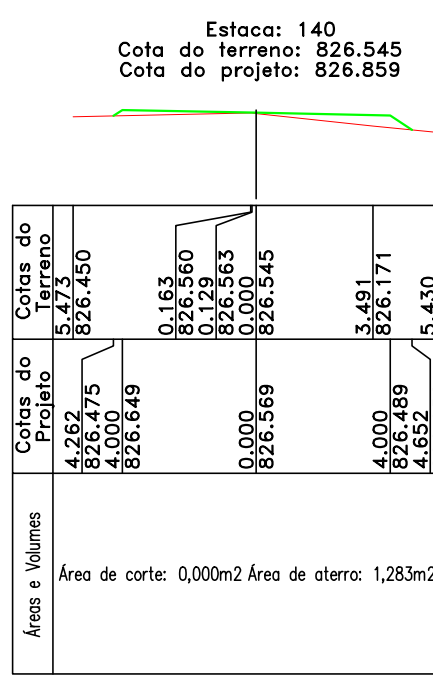 Estaca: 140
Cota do terreno: 826.545
Cota do projeto: 826.859
Cotas do
Terreno
5.473
826.450
0.163
826.560
0.129
826.563
0.000
826.545
3.491
826.171
5.430
Cotas do
Projeto
4.262
826.475
4.000
826.649
0.000
826.569
4.000
826.489
4.652
Áreas e Volumes
Área de corte: 0,000m2 Área de aterro: 1,283m2